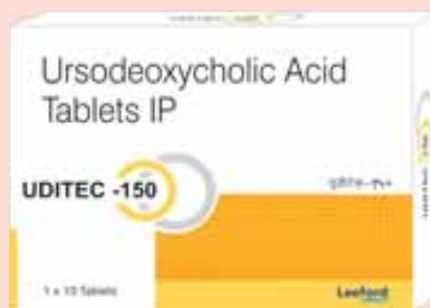 Ursodeoxycholic Acid
Tablets IP
UDITEC -150
1 x 10 Tablets
Leeford